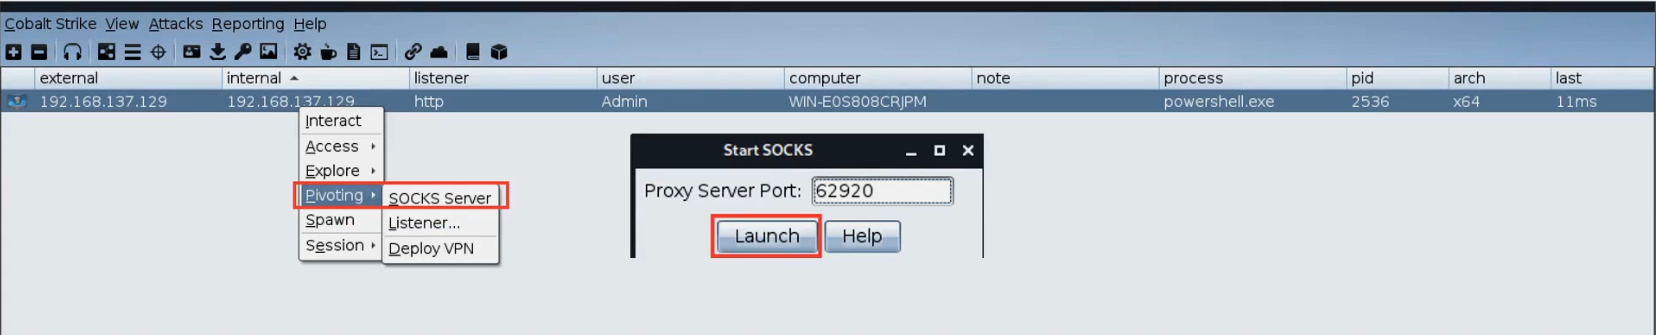 Cobalt Strike View Attacks Reporting Help
external internal listener user computer note process pid arch last
192.168.137.129 192.168.137.129 http Admin WIN-E0S808CRJPM powershell.exe 2536 x64 11ms
Interact
Access
Explore
Pivoting
Spawn
Session
SOCKS Server
Listener...
Deploy VPN
Start SOCKS
Proxy Server Port: 62920
Launch Help